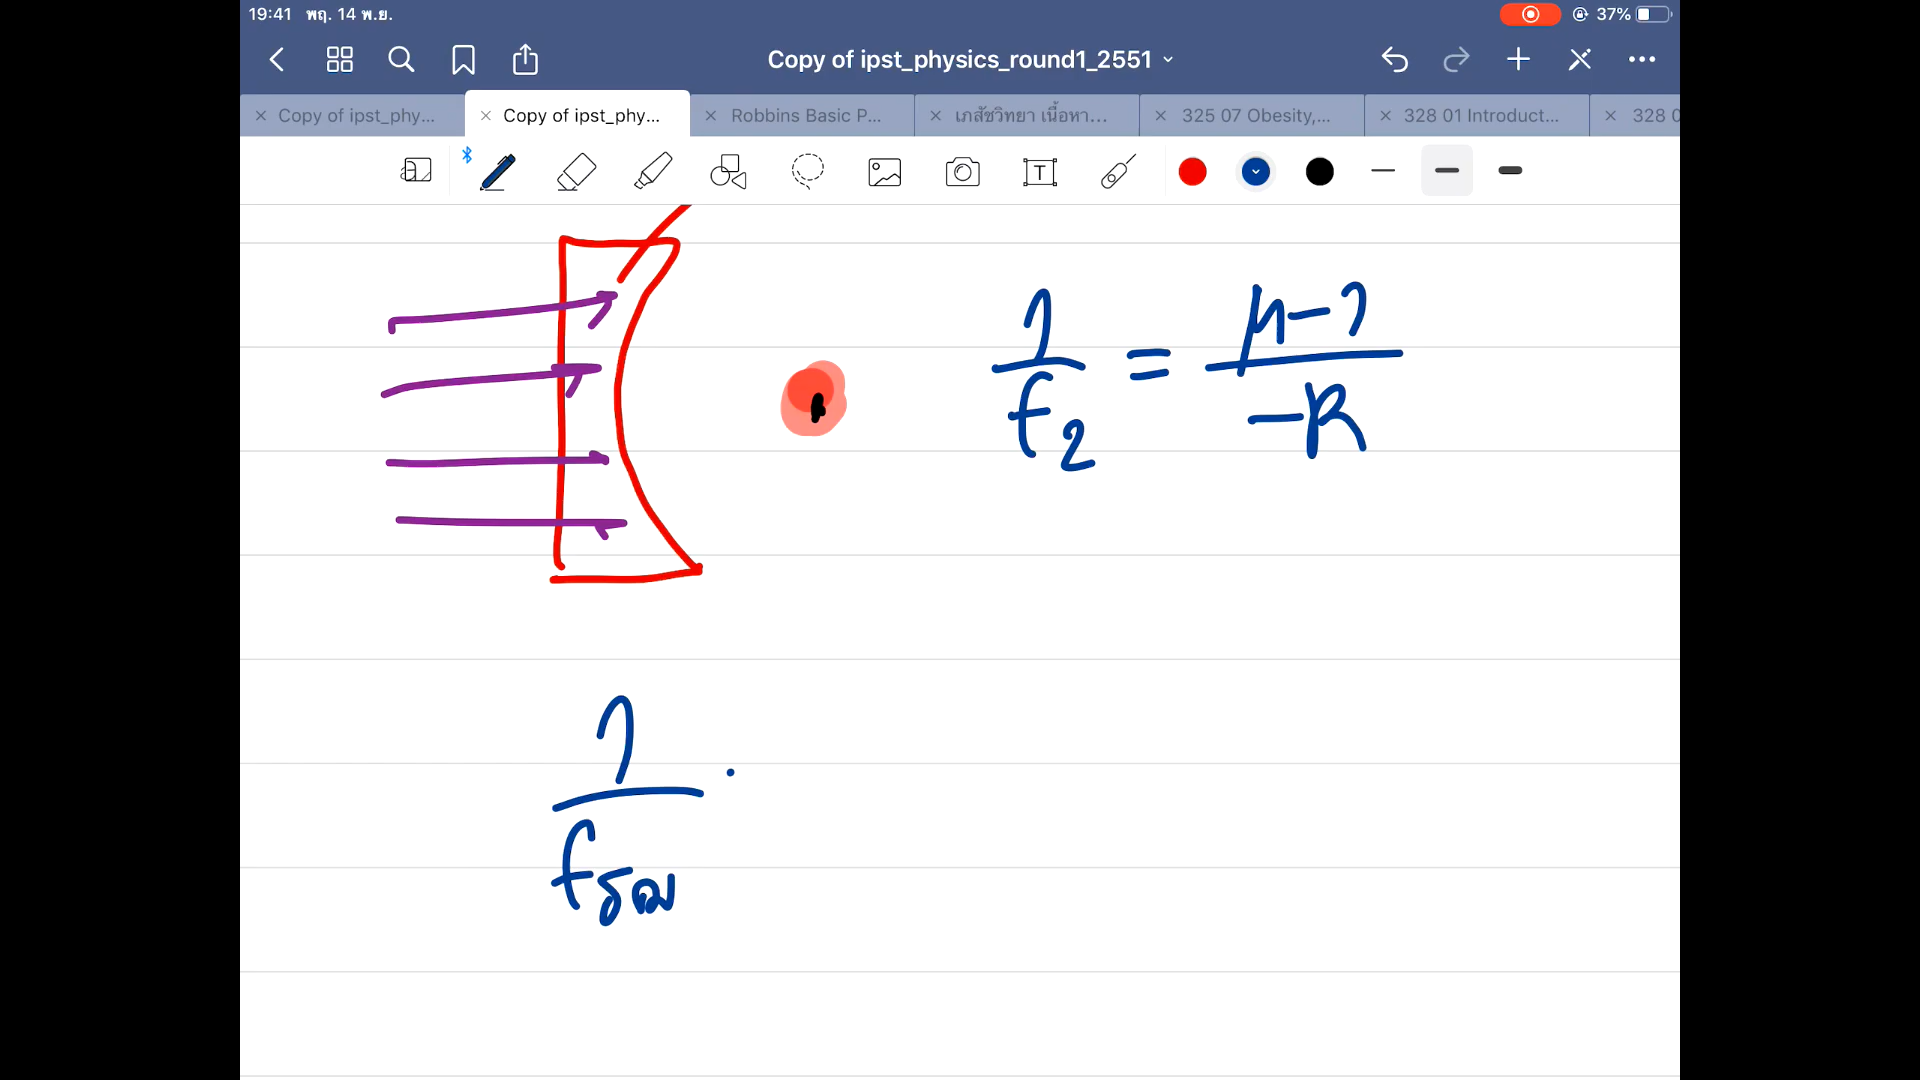 19:41 พฤ. 14 พ.ย. 37%
Copy of ipst_physics_round1_2551
Copy of ipst_phy... Copy of ipst_phy... Robbins Basic P... เภสัชวิทยา เนื้อหา... 325 07 Obesity,... 328 01 Introduct... 328 0
T
1/f₂ = μ-1/-R
1/f รวม